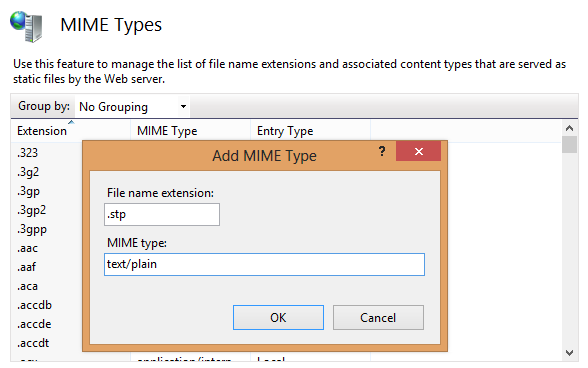 MIME Types
Use this feature to manage the list of file name extensions and associated content types that are served as
static files by the Web server.
Group by: No Grouping
Extension MIME Type Entry Type
.323
.3g2
.3gp
.3gp2
.3gpp
.aac
.aaf
.aca
.accdb
.accde
.accdt
Add MIME Type
?
File name extension:
.stp
MIME type:
text/plain
OK Cancel
Local